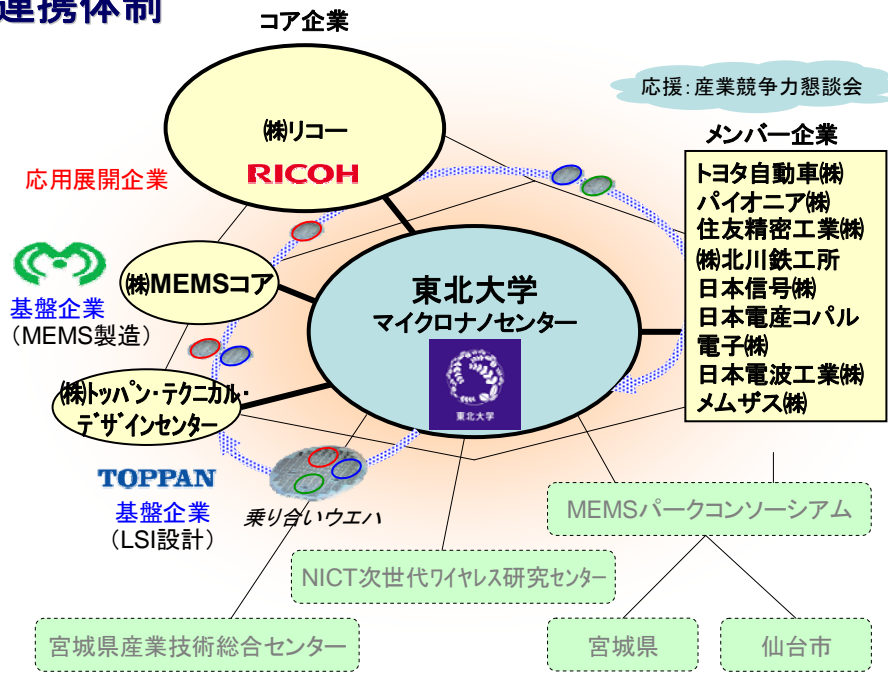 連携体制
コア企業
㈱リコー
RICOH
応用展開企業
応援：産業競争力懇談会
メンバー企業
トヨタ自動車㈱
パイオニア㈱
住友精密工業㈱
㈱北川鉄工所
日本信号㈱
日本電産コパル
電子㈱
日本電波工業㈱
メムザス㈱
㈱MEMSコア
基盤企業
（MEMS製造）
東北大学
マイクロナノセンター
東北大学
㈱トッパン・テクニカル・
デザインセンター
TOPPAN
基盤企業
（LSI設計）
乗り合いウエハ
MEMSパークコンソーシアム
NICT次世代ワイヤレス研究センター
宮城県産業技術総合センター
宮城県
仙台市